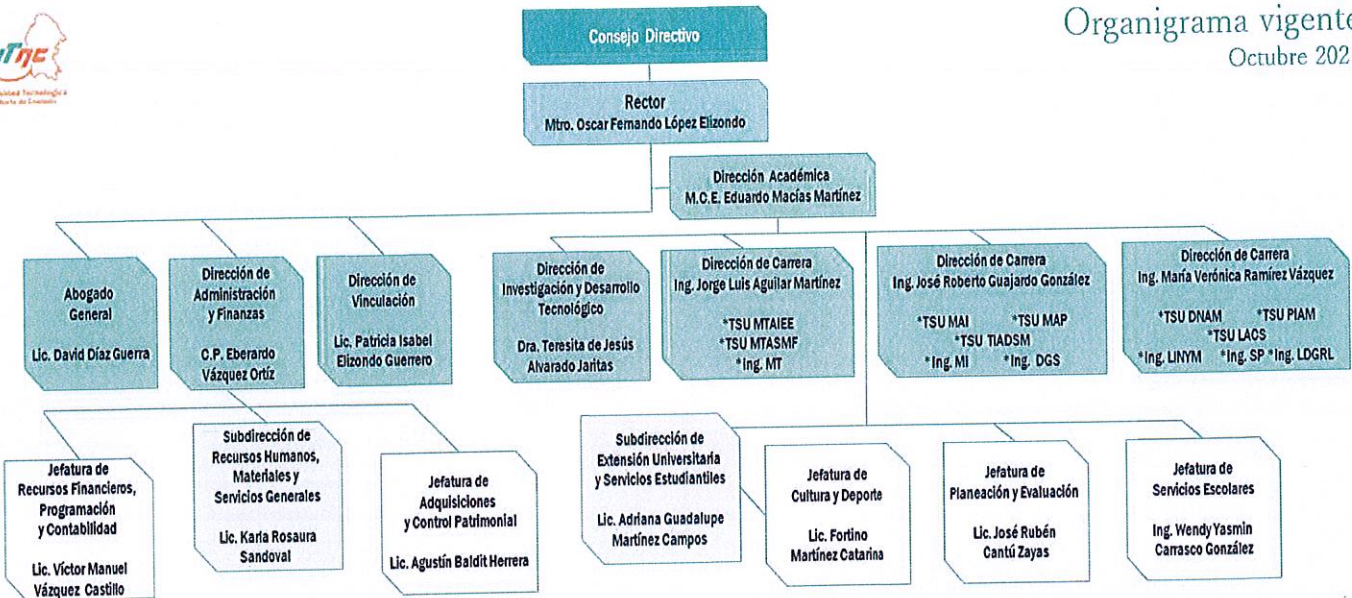 Organigrama vigente
Octubre 202
Consejo Directivo
Rector
Mtro. Oscar Fernando López Elizondo
Dirección Académica
M.C.E. Eduardo Macías Martínez
Abogado
General
Lic. David Díaz Guerra
Dirección de
Administración
y Finanzas
C.P. Eberardo
Vázquez Ortíz
Dirección de
Vinculación
Lic. Patricia Isabel
Elizondo Guerrero
Dirección de
Investigación y Desarrollo
Tecnológico
Dra. Teresita de Jesús
Alvarado Jaritas
Dirección de Carrera
Ing. Jorge Luis Aguilar Martínez
*TSU MTAIEE
*TSU MTASMF
*Ing. MT
Dirección de Carrera
Ing. José Roberto Guajardo González
*TSU MAI *TSU MAP
*TSU TIADSM
*Ing. MI *Ing. DGS
Dirección de Carrera
Ing. María Verónica Ramírez Vázquez
*TSU DNAM *TSU PIAM
*TSU LACS
*Ing. LINYM *Ing. SP *Ing. LDGRL
Jefatura de
Recursos Financieros,
Programación
y Contabilidad
Lic. Víctor Manuel
Vázquez Castillo
Subdirección de
Recursos Humanos,
Materiales y
Servicios Generales
Lic. Karla Rosaura
Sandoval
Jefatura de
Adquisiciones
y Control Patrimonial
Lic. Agustín Baldit Herrera
Subdirección de
Extensión Universitaria
y Servicios Estudiantiles
Lic. Adriana Guadalupe
Martínez Campos
Jefatura de
Cultura y Deporte
Lic. Fortino
Martínez Catarina
Jefatura de
Planeación y Evaluación
Lic. José Rubén
Cantú Zayas
Jefatura de
Servicios Escolares
Ing. Wendy Yasmin
Carrasco González